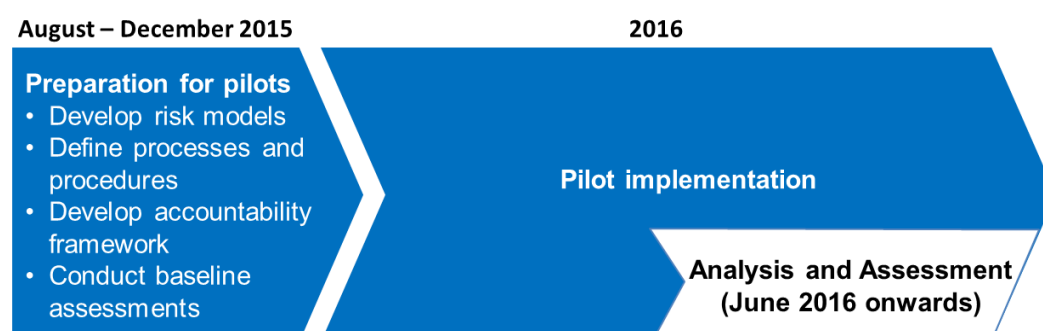 August – December 2015
2016
Preparation for pilots
• Develop risk models
• Define processes and
procedures
• Develop accountability
framework
• Conduct baseline
assessments
Pilot implementation
Analysis and Assessment
(June 2016 onwards)